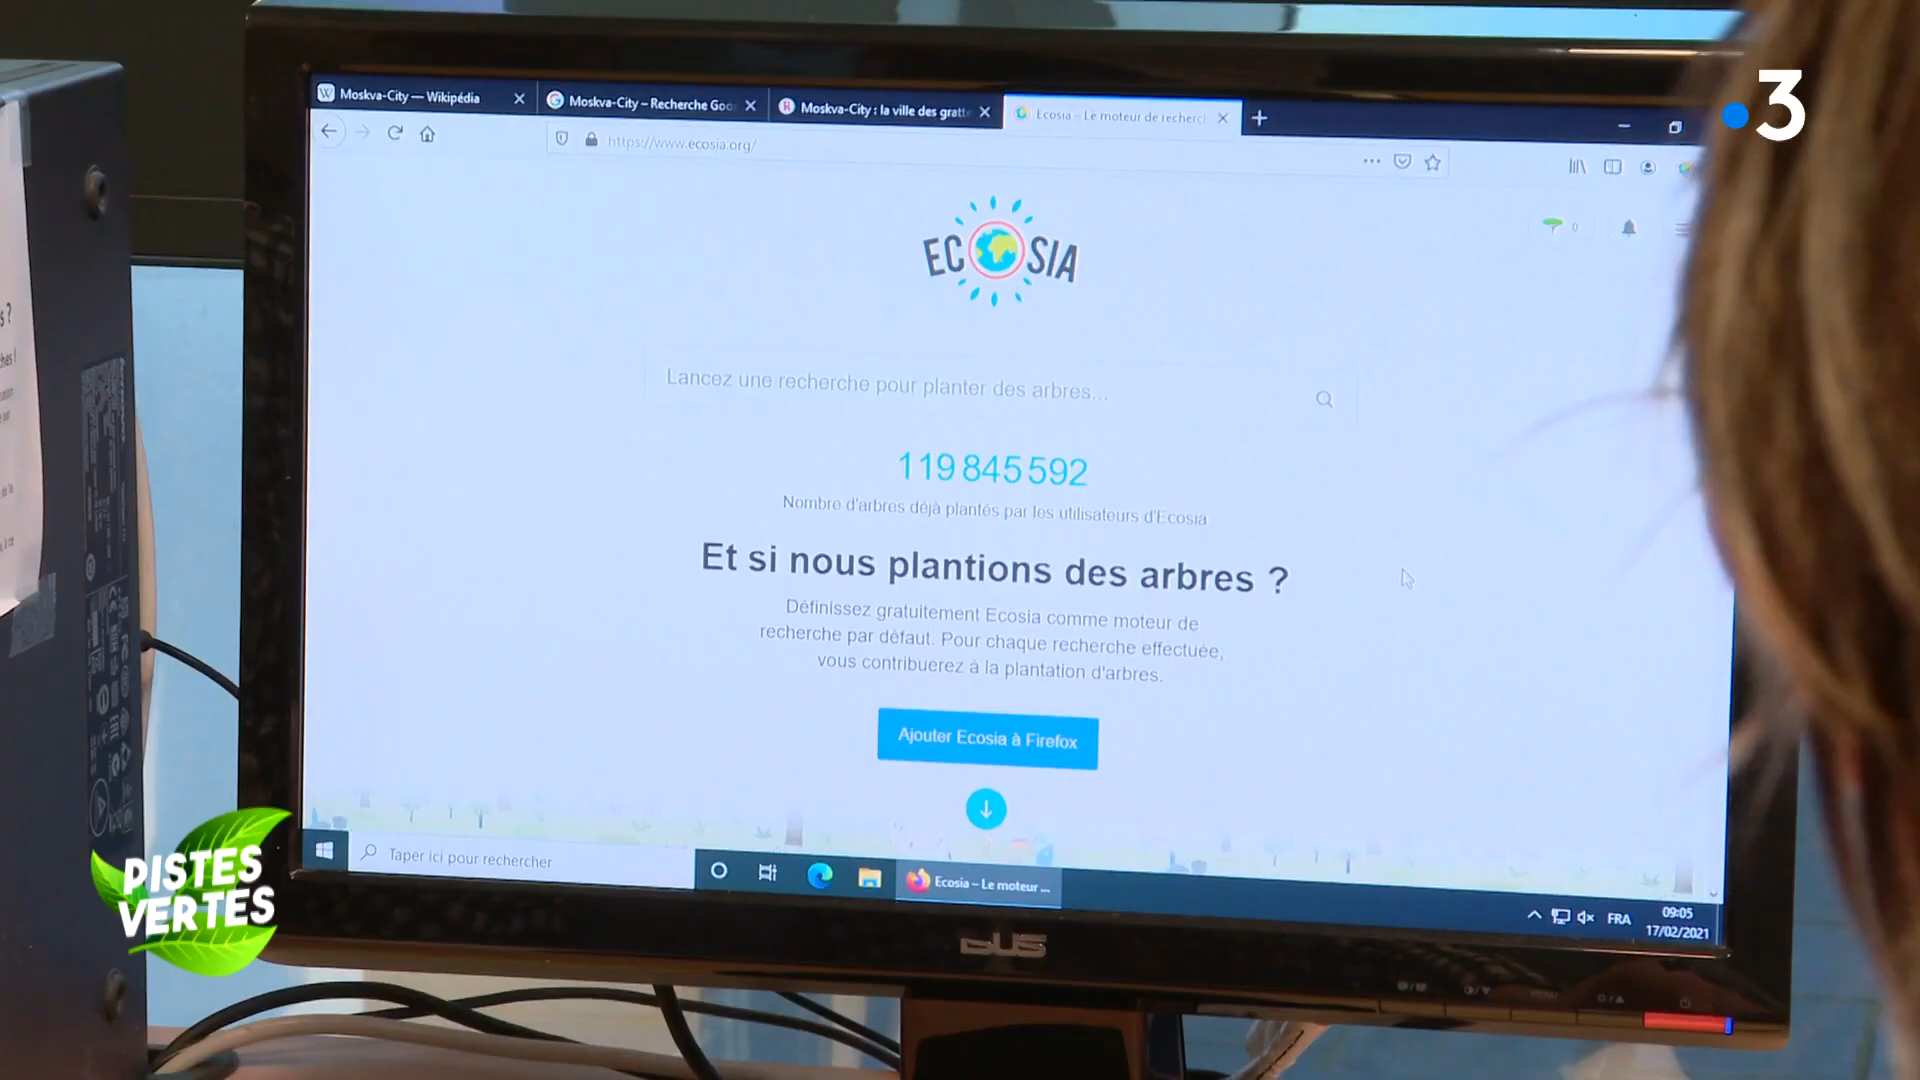 Moskva-City — Wikipédia
Moskva-City – Recherche Goo
Moskva-City : la ville des gratt
Ecosia – Le moteur de recherc
3
https://www.ecosia.org/
ECOSIA
0
Lancez une recherche pour planter des arbres...
119 845 592
Nombre d'arbres déjà plantés par les utilisateurs d'Ecosia
Et si nous plantions des arbres ?
Définissez gratuitement Ecosia comme moteur de
recherche par défaut. Pour chaque recherche effectuée,
vous contribuerez à la plantation d'arbres.
Ajouter Ecosia à Firefox
Taper ici pour rechercher
Ecosia – Le moteur ...
FRA
09:05
17/02/2021
PISTES
VERTES
ASUS